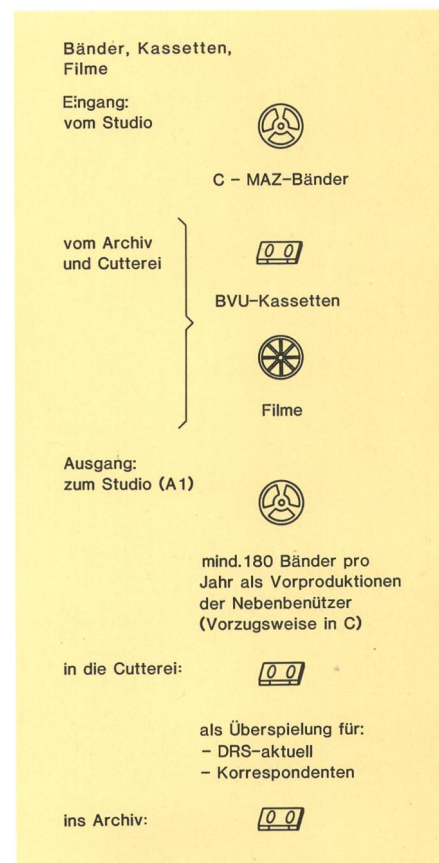 Bänder, Kassetten,
Filme
Eingang:
vom Studio
C – MAZ-Bänder
vom Archiv
und Cutterei
BVU-Kassetten
Filme
Ausgang:
zum Studio (A1)
mind.180 Bänder pro
Jahr als Vorproduktionen
der Nebenbenützer
(Vorzugsweise in C)
in die Cutterei:
als Überspielung für:
– DRS-aktuell
– Korrespondenten
ins Archiv: